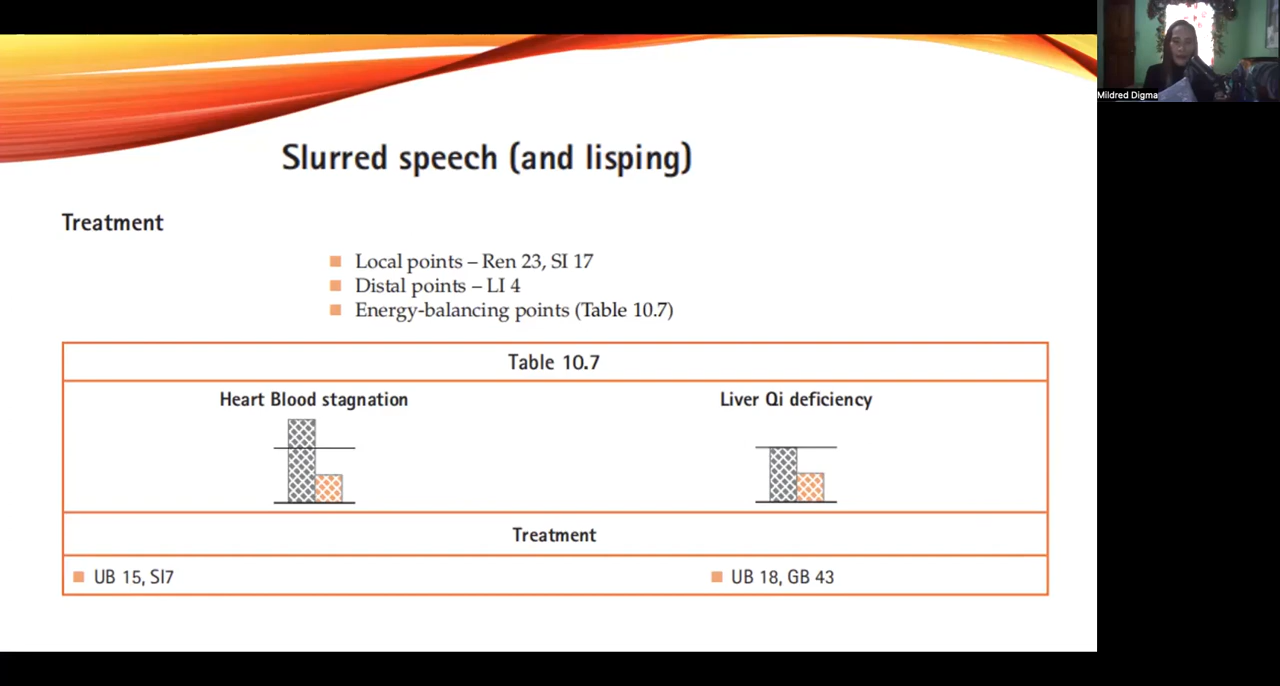 Mildred Digma
Slurred speech (and lisping)
Treatment
Local points – Ren 23, SI 17
Distal points – LI 4
Energy-balancing points (Table 10.7)
Table 10.7
Heart Blood stagnation
Liver Qi deficiency
Treatment
UB 15, SI7
UB 18, GB 43